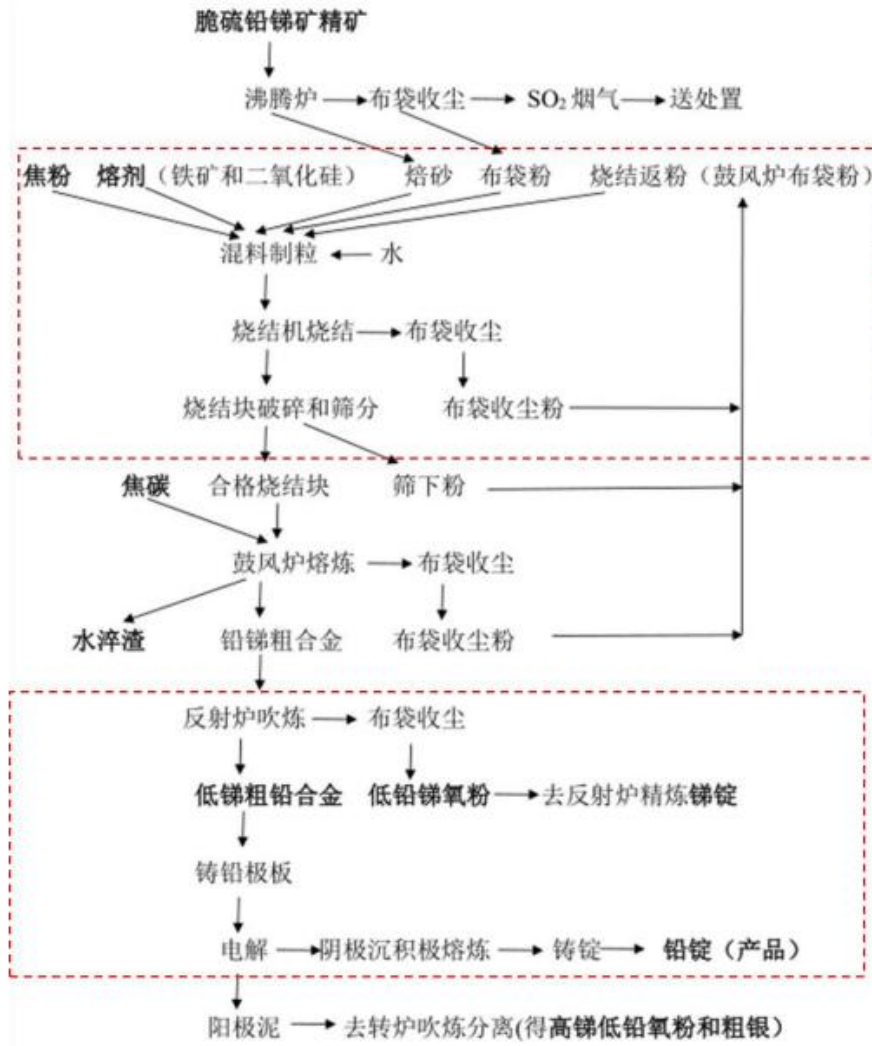 脆硫铅锑矿精矿
沸腾炉 布袋收尘 SO₂ 烟气 送处置
焦粉 熔剂（铁矿和二氧化硅） 焙砂 布袋粉 烧结返粉（鼓风炉布袋粉）
混料制粒 水
烧结机烧结 布袋收尘
烧结块破碎和筛分 布袋收尘粉
焦碳 合格烧结块 筛下粉
鼓风炉熔炼 布袋收尘
水淬渣 铅锑粗合金 布袋收尘粉
反射炉吹炼 布袋收尘
低锑粗铅合金 低铅锑氧粉 去反射炉精炼锑锭
铸铅极板
电解 阴极沉积极熔炼 铸锭 铅锭（产品）
阳极泥 去转炉吹炼分离(得高锑低铅氧粉和粗银）